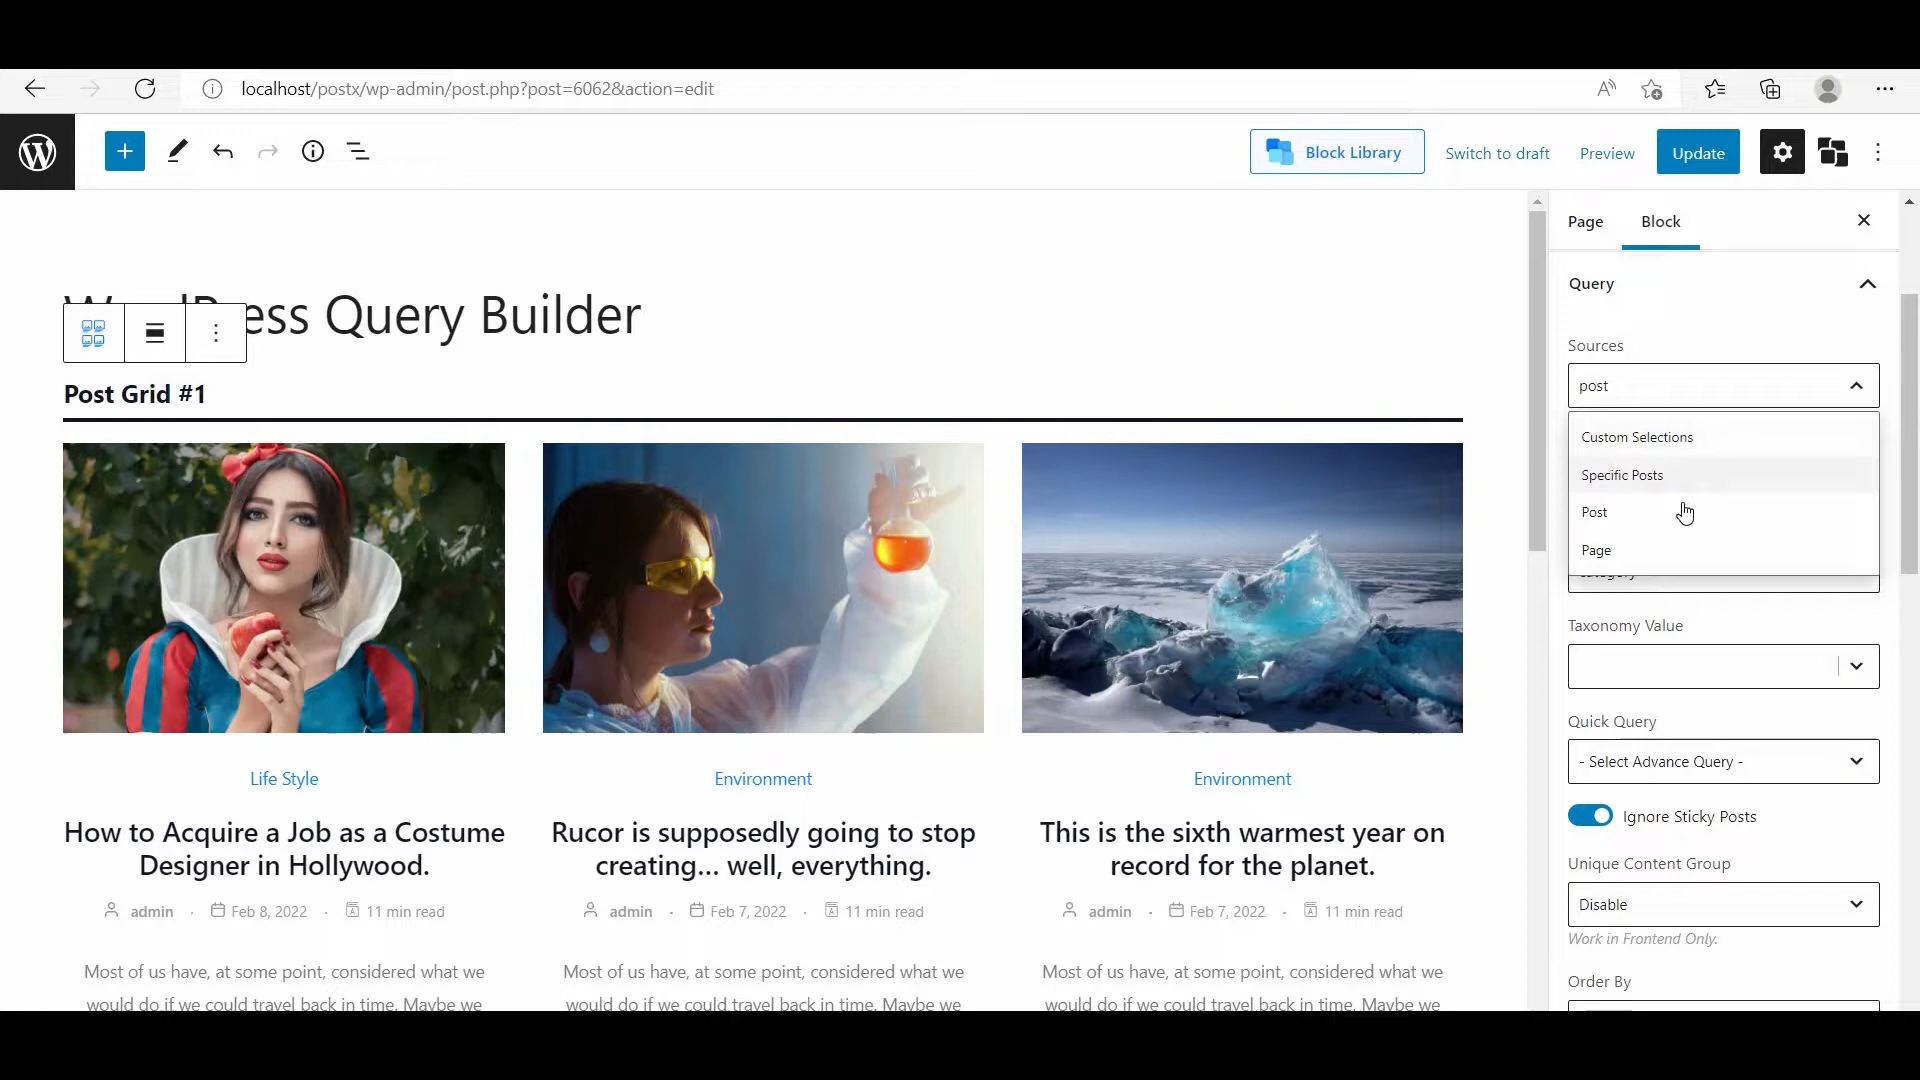 localhost/postx/wp-admin/post.php?post=6062&action=edit
Block Library
Switch to draft
Preview
Update
Page
Block
Query
Sources
post
Custom Selections
Specific Posts
Post
Page
Taxonomy Value
Quick Query
- Select Advance Query -
Ignore Sticky Posts
Unique Content Group
Disable
Work in Frontend Only.
Order By
ess Query Builder
Post Grid #1
Life Style
How to Acquire a Job as a Costume
Designer in Hollywood.
admin · Feb 8, 2022 · 11 min read
Most of us have, at some point, considered what we
would do if we could travel back in time. Maybe we
Environment
Rucor is supposedly going to stop
creating... well, everything.
admin · Feb 7, 2022 · 11 min read
Most of us have, at some point, considered what we
would do if we could travel back in time. Maybe we
Environment
This is the sixth warmest year on
record for the planet.
admin · Feb 7, 2022 · 11 min read
Most of us have, at some point, considered what we
would do if we could travel back in time. Maybe we